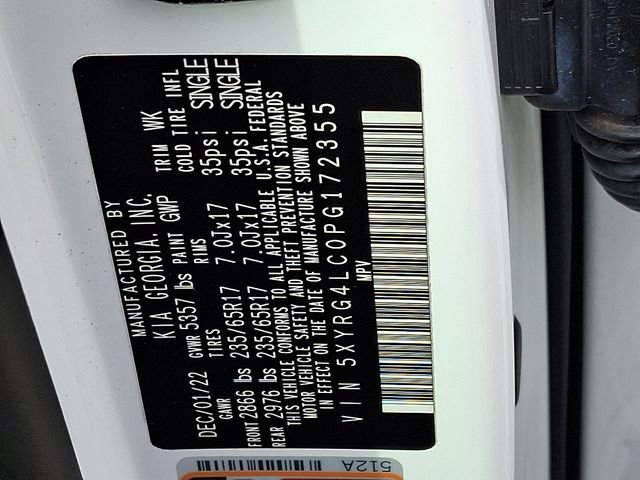 MANUFACTURED BY
KIA GEORGIA, INC.
DEC/01/22 GVWR 5357 lbs PAINT GWP TRIM WK
GAWR TIRES RIMS COLD TIRE INFL
FRONT 2866 lbs 235/65R17 7.0Jx17 35psi SINGLE
REAR 2976 lbs 235/65R17 7.0Jx17 35psi SINGLE
THIS VEHICLE CONFORMS TO ALL APPLICABLE U.S.A. FEDERAL
MOTOR VEHICLE SAFETY AND THEFT PREVENTION STANDARDS
IN EFFECT ON THE DATE OF MANUFACTURE SHOWN ABOVE
VIN 5XYRG4LC0PG172355
MPV
512A